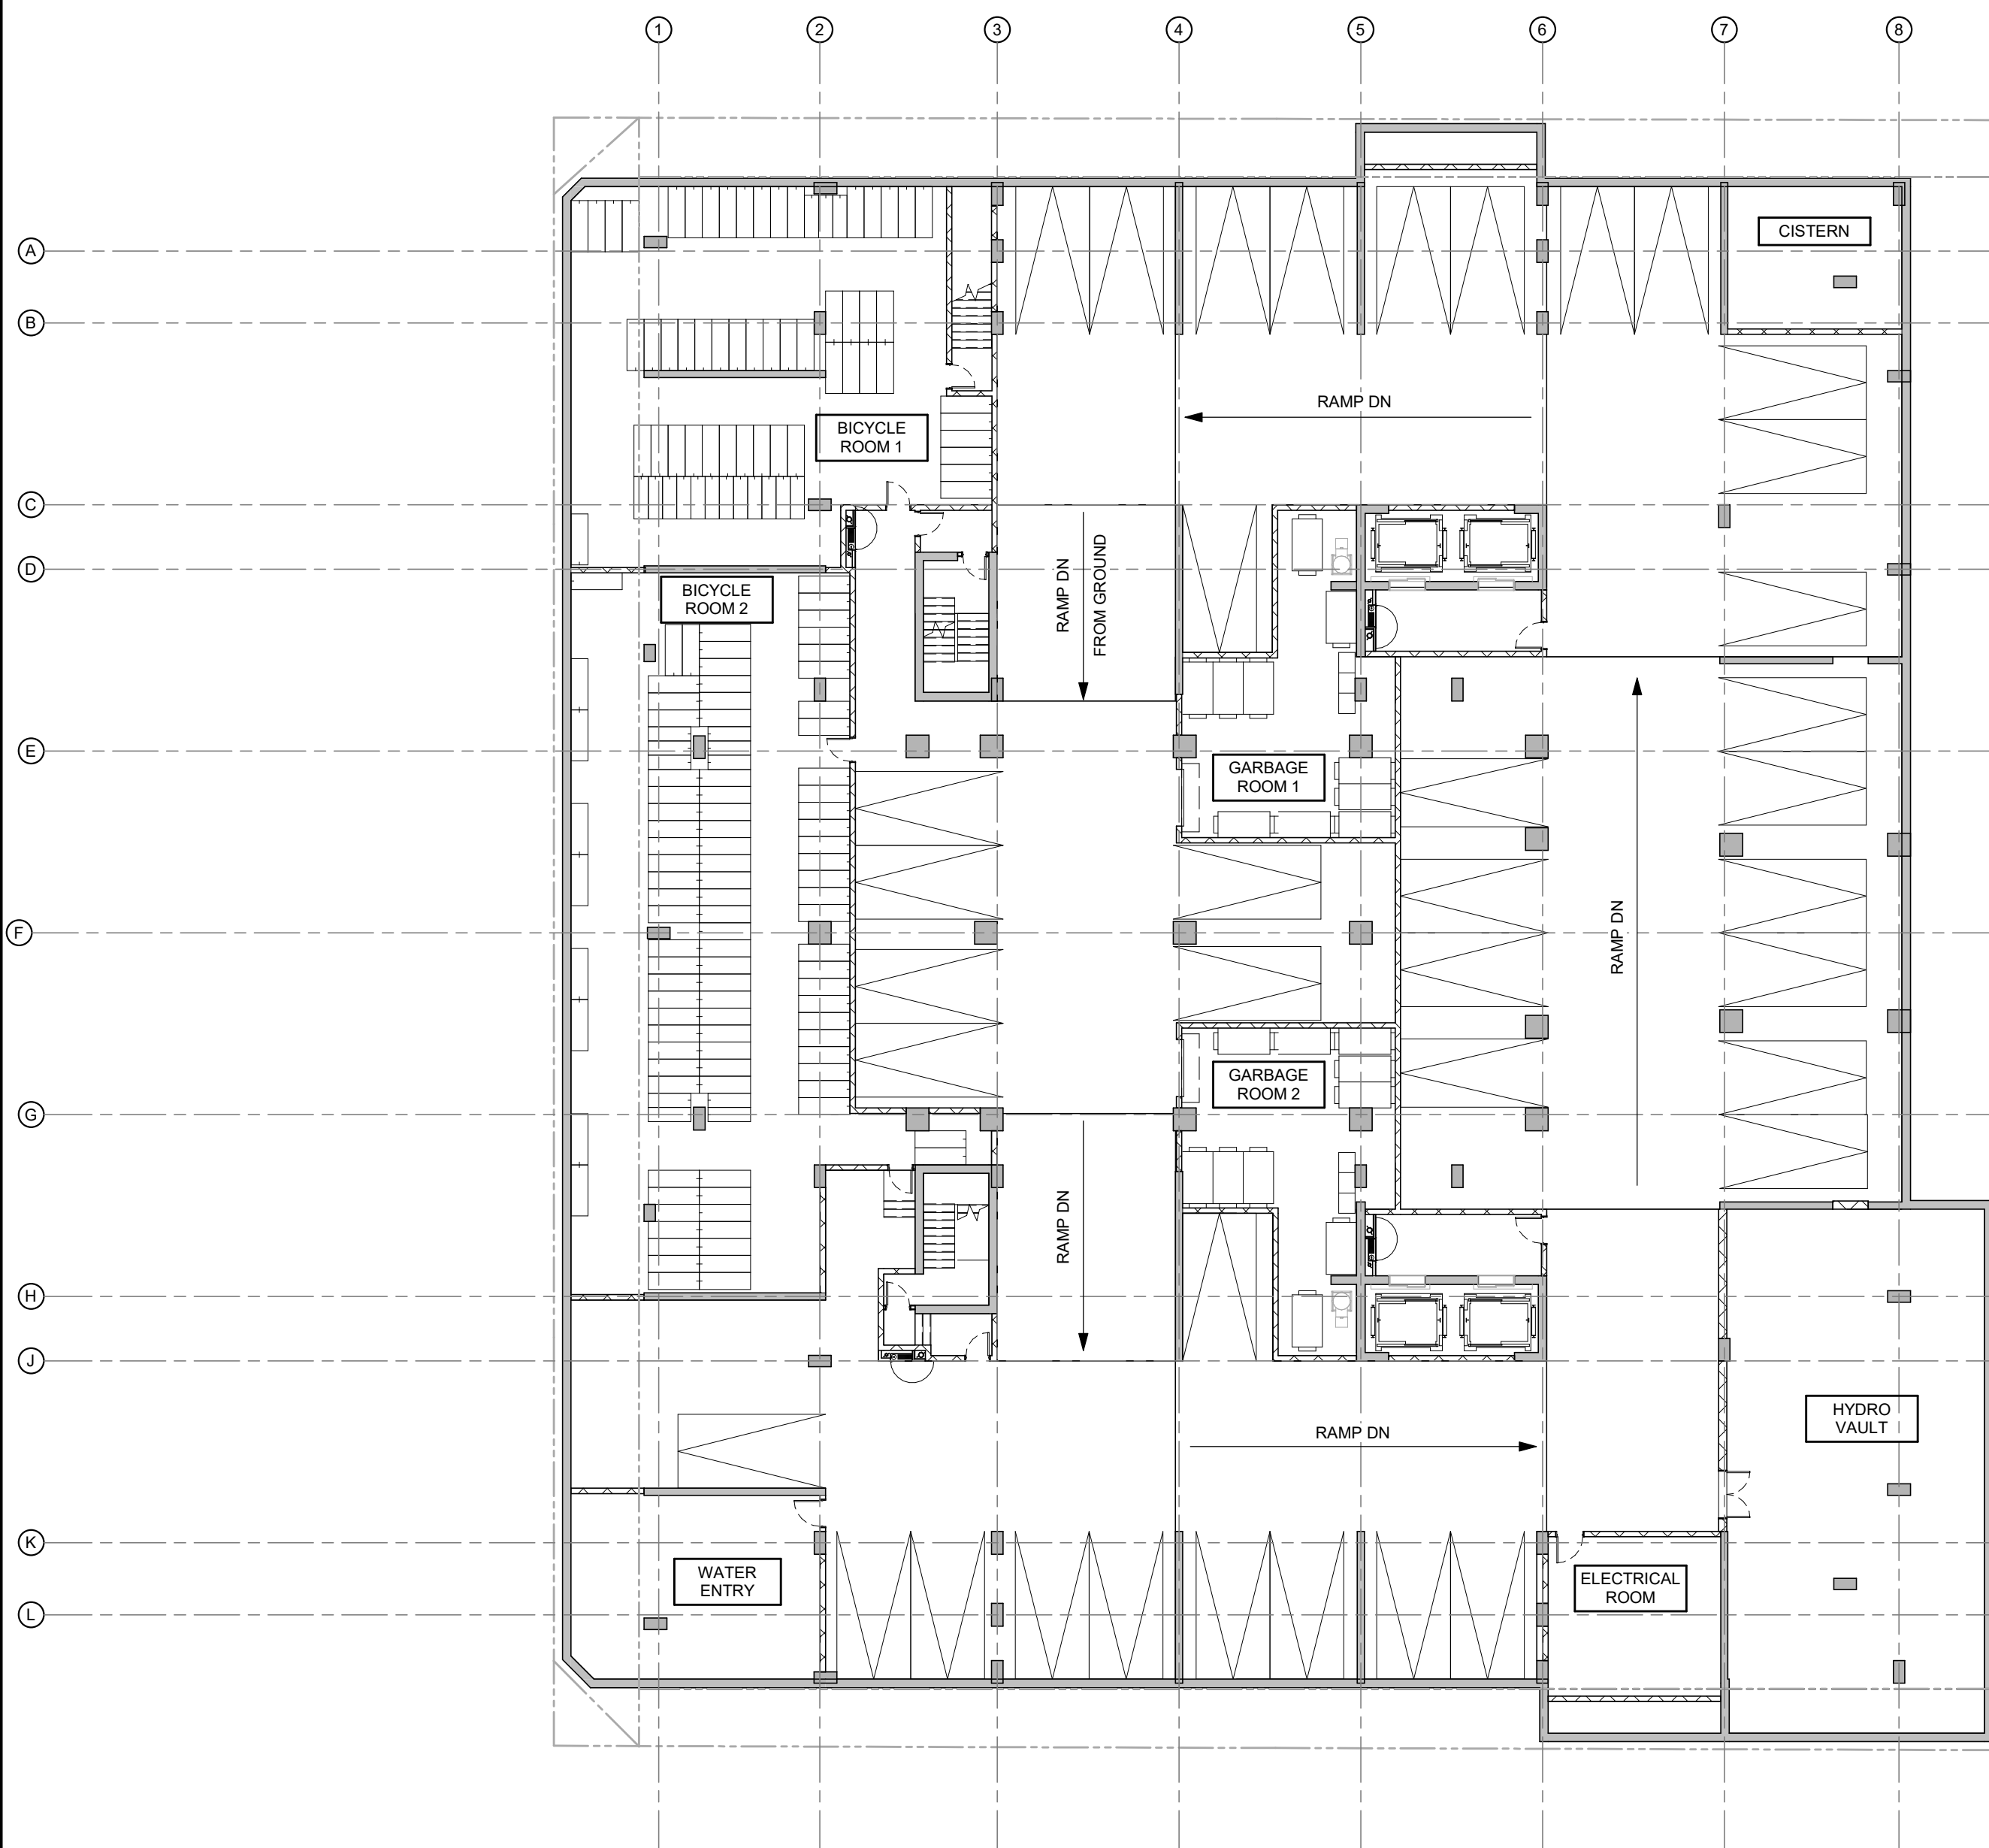 1
2
3
4
5
6
7
8
A
CISTERN
B
RAMP DN
BICYCLE
ROOM 1
C
D
RAMP DN
FROM GROUND
BICYCLE
ROOM 2
E
GARBAGE
ROOM 1
F
RAMP DN
GARBAGE
ROOM 2
G
RAMP DN
H
J
HYDRO
VAULT
RAMP DN
K
WATER
ENTRY
ELECTRICAL
ROOM
L